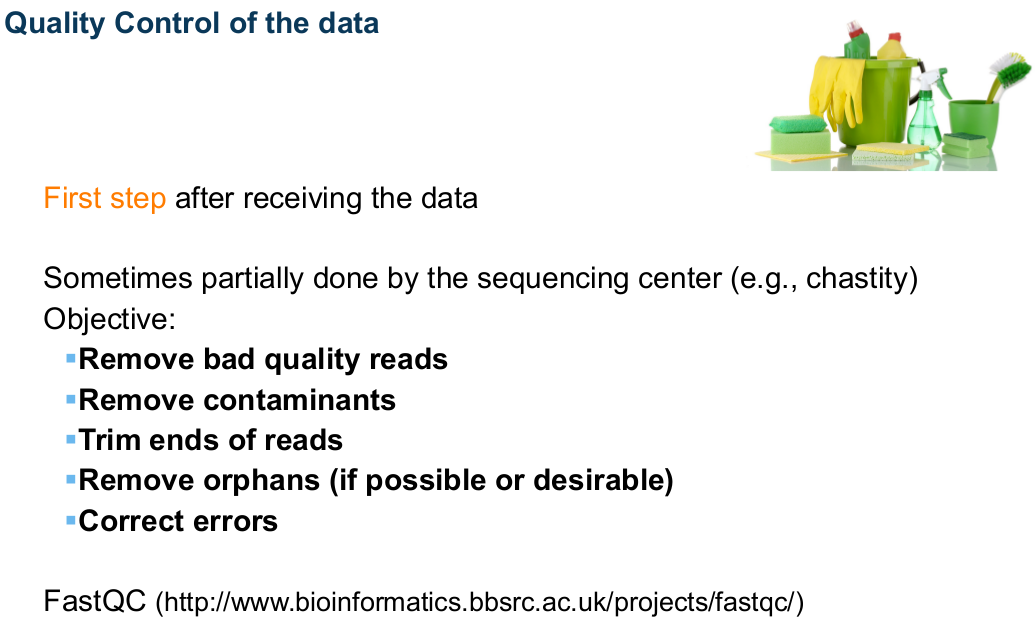 Quality Control of the data
First step after receiving the data
Sometimes partially done by the sequencing center (e.g., chastity)
Objective:
▪Remove bad quality reads
▪Remove contaminants
▪Trim ends of reads
▪Remove orphans (if possible or desirable)
▪Correct errors
FastQC (http://www.bioinformatics.bbsrc.ac.uk/projects/fastqc/)